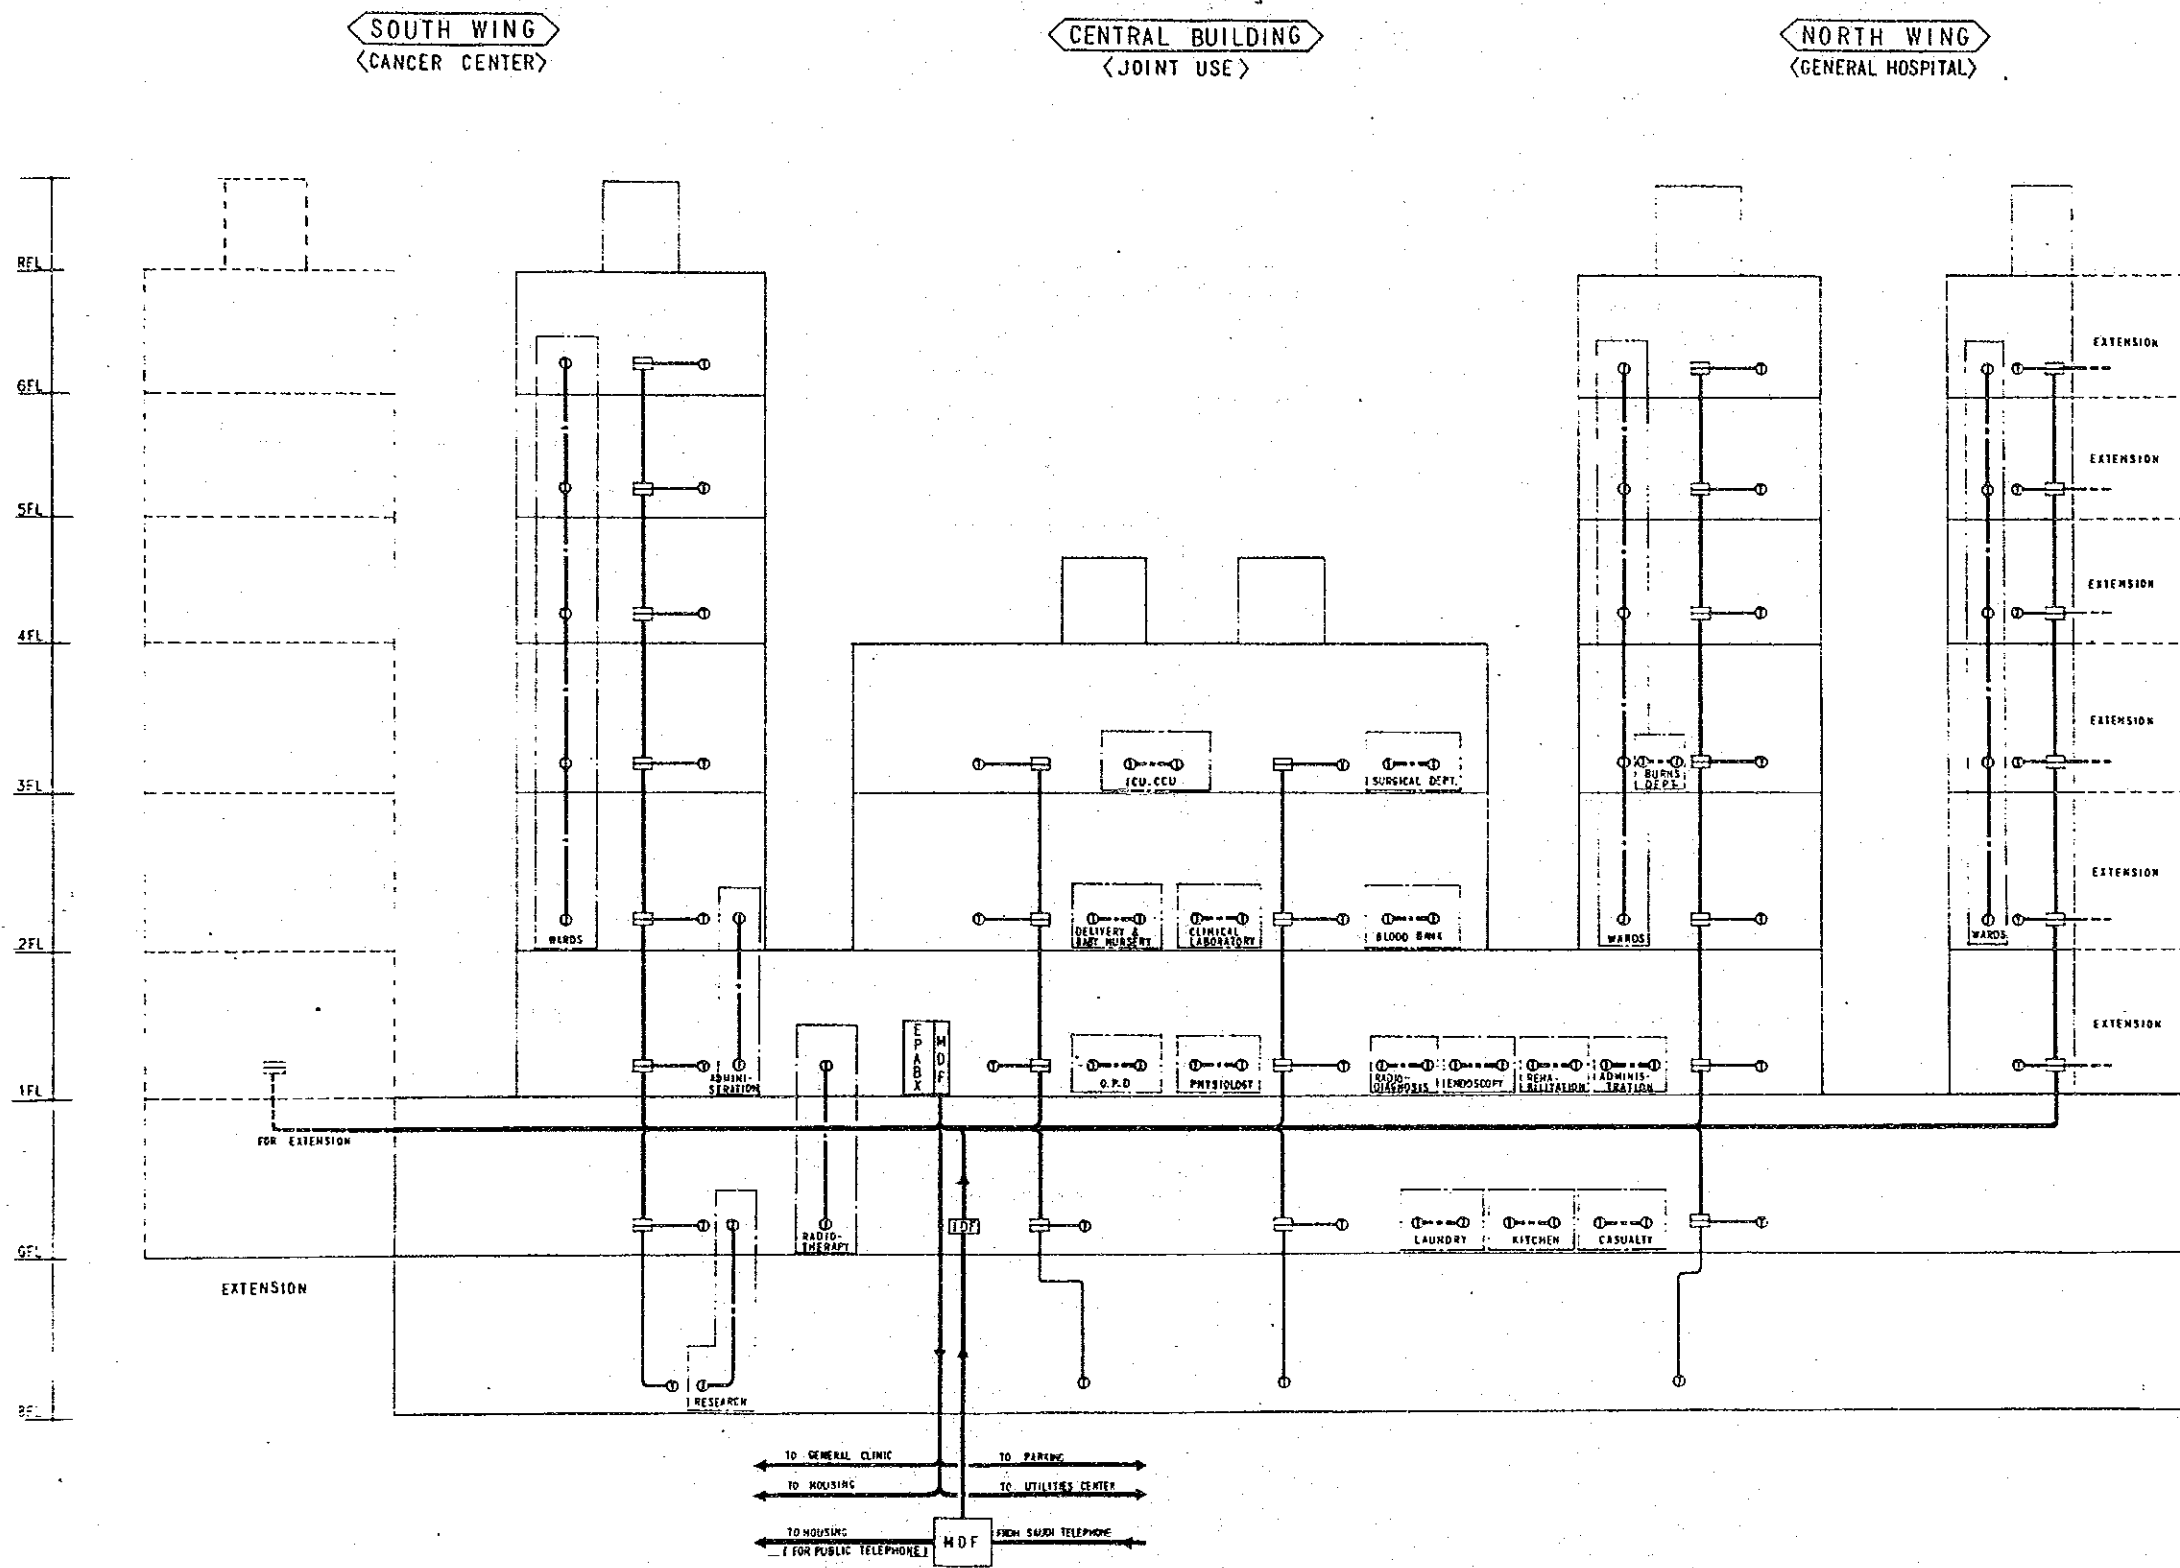 SOUTH WING
<CANCER CENTER>
CENTRAL BUILDING
<JOINT USE>
NORTH WING
<GENERAL HOSPITAL>
RFL
6FL
5FL
4FL
3FL
2FL
1FL
GFL
BFL
EXTENSION
EXTENSION
EXTENSION
EXTENSION
EXTENSION
EXTENSION
ICU.CCU
SURGICAL DEPT.
BURNS
DEPT.
WARDS
DELIVERY &
BABY NURSERY
CLINICAL
LABORATORY
BLOOD BANK
WARDS
WARDS
ADMINI-
STRATION
EPABX
MDF
O.P.D
PHYSIOLOGY
RADIO-
DIAGNOSIS
ENDOSCOPY
REHA-
BILITATION
ADMINIS-
TRATION
FOR EXTENSION
RADIO-
THERAPY
IDF
LAUNDRY
KITCHEN
CASUALTY
EXTENSION
RESEARCH
TO GENERAL CLINIC
TO PARKING
TO HOUSING
TO UTILITIES CENTER
TO HOUSING
(FOR PUBLIC TELEPHONE)
MDF
FROM SAUDI TELEPHONE